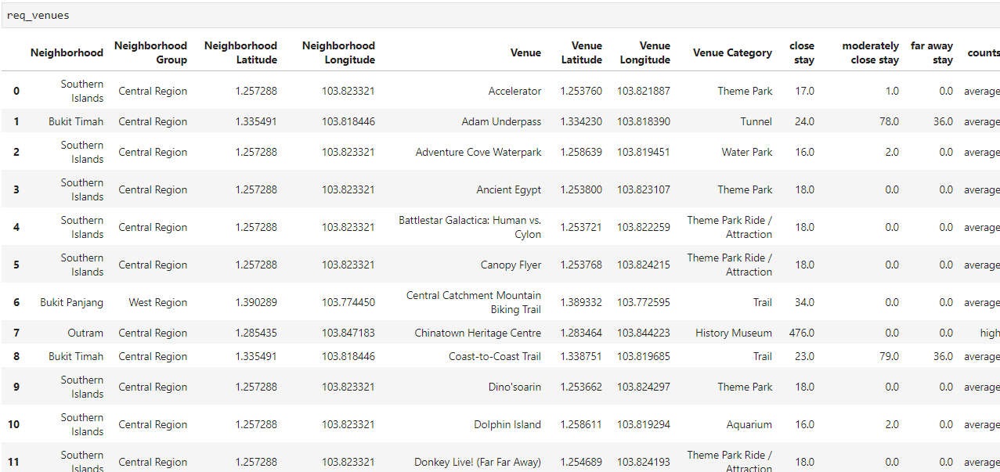 req_venues
Neighborhood Neighborhood Group Neighborhood Latitude Neighborhood Longitude Venue Venue Latitude Venue Longitude Venue Category close stay moderately close stay far away stay counts
0 Southern Islands Central Region 1.257288 103.823321 Accelerator 1.253760 103.821887 Theme Park 17.0 1.0 0.0 average
1 Bukit Timah Central Region 1.335491 103.818446 Adam Underpass 1.334230 103.818390 Tunnel 24.0 78.0 36.0 average
2 Southern Islands Central Region 1.257288 103.823321 Adventure Cove Waterpark 1.258639 103.819451 Water Park 16.0 2.0 0.0 average
3 Southern Islands Central Region 1.257288 103.823321 Ancient Egypt 1.253800 103.823107 Theme Park 18.0 0.0 0.0 average
4 Southern Islands Central Region 1.257288 103.823321 Battlestar Galactica: Human vs. Cylon 1.253721 103.822259 Theme Park Ride / Attraction 18.0 0.0 0.0 average
5 Southern Islands Central Region 1.257288 103.823321 Canopy Flyer 1.253768 103.824215 Theme Park Ride / Attraction 18.0 0.0 0.0 average
6 Bukit Panjang West Region 1.390289 103.774450 Central Catchment Mountain Biking Trail 1.389332 103.772595 Trail 34.0 0.0 0.0 average
7 Outram Central Region 1.285435 103.847183 Chinatown Heritage Centre 1.283464 103.844223 History Museum 476.0 0.0 0.0 high
8 Bukit Timah Central Region 1.335491 103.818446 Coast-to-Coast Trail 1.338751 103.819685 Trail 23.0 79.0 36.0 average
9 Southern Islands Central Region 1.257288 103.823321 Dino'soarin 1.253662 103.824297 Theme Park 18.0 0.0 0.0 average
10 Southern Islands Central Region 1.257288 103.823321 Dolphin Island 1.258611 103.819294 Aquarium 16.0 2.0 0.0 average
11 Southern Islands Central Region 1.257288 103.823321 Donkey Live! (Far Far Away) 1.254689 103.824193 Theme Park Ride / Attraction 18.0 0.0 0.0 average